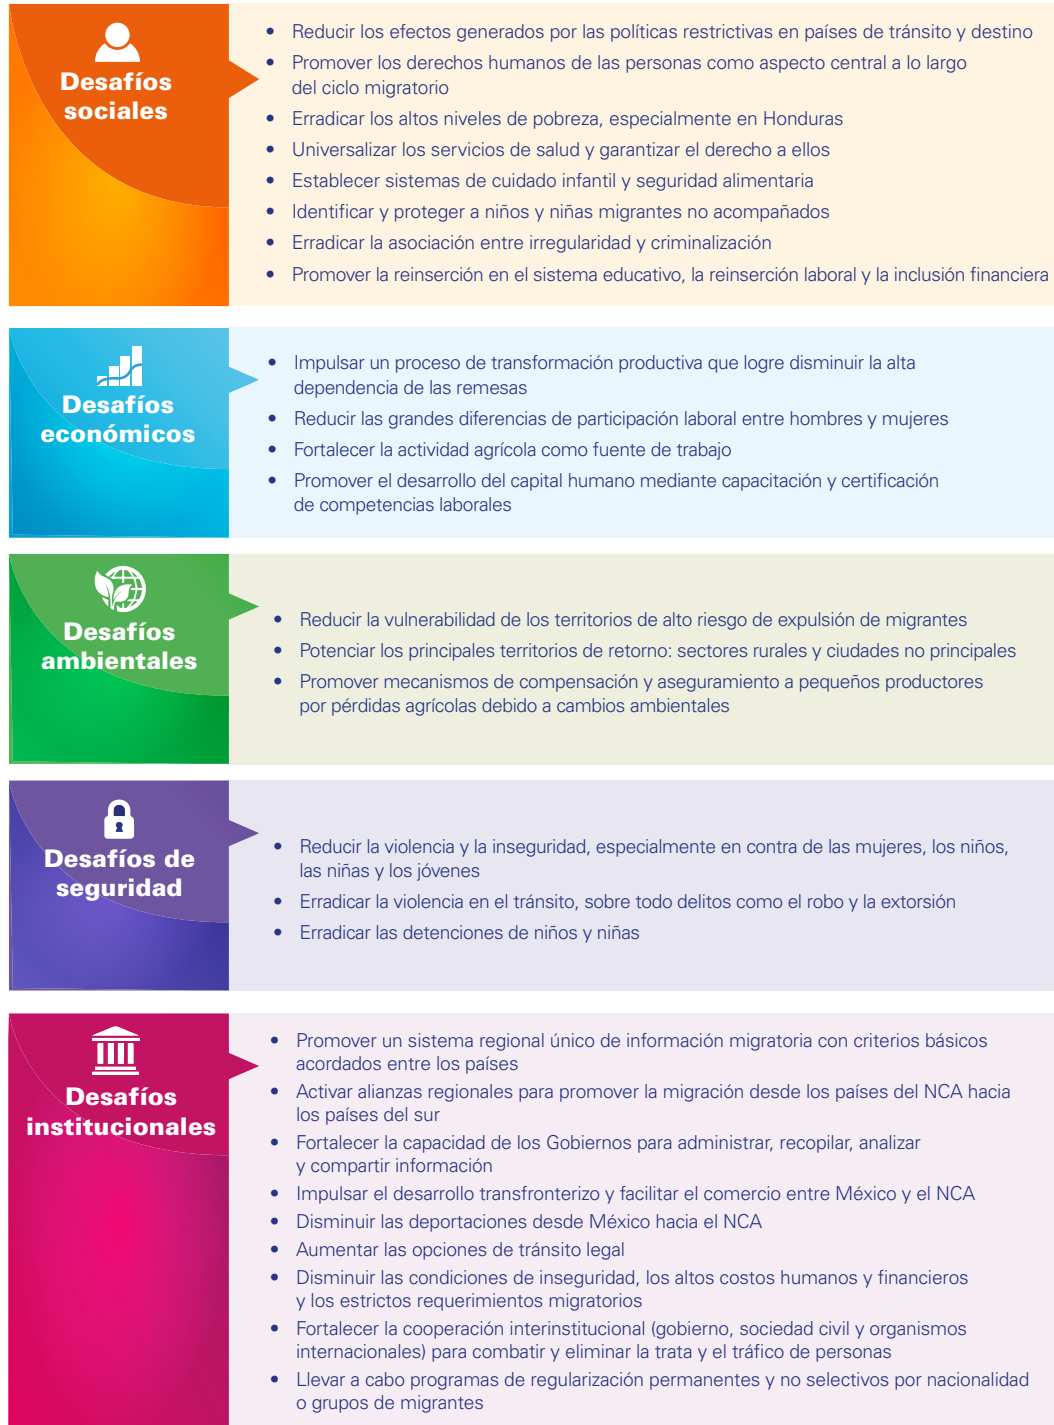 Desafíos
sociales
• Reducir los efectos generados por las políticas restrictivas en países de tránsito y destino
• Promover los derechos humanos de las personas como aspecto central a lo largo
del ciclo migratorio
• Erradicar los altos niveles de pobreza, especialmente en Honduras
• Universalizar los servicios de salud y garantizar el derecho a ellos
• Establecer sistemas de cuidado infantil y seguridad alimentaria
• Identificar y proteger a niños y niñas migrantes no acompañados
• Erradicar la asociación entre irregularidad y criminalización
• Promover la reinserción en el sistema educativo, la reinserción laboral y la inclusión financiera
Desafíos
económicos
• Impulsar un proceso de transformación productiva que logre disminuir la alta
dependencia de las remesas
• Reducir las grandes diferencias de participación laboral entre hombres y mujeres
• Fortalecer la actividad agrícola como fuente de trabajo
• Promover el desarrollo del capital humano mediante capacitación y certificación
de competencias laborales
Desafíos
ambientales
• Reducir la vulnerabilidad de los territorios de alto riesgo de expulsión de migrantes
• Potenciar los principales territorios de retorno: sectores rurales y ciudades no principales
• Promover mecanismos de compensación y aseguramiento a pequeños productores
por pérdidas agrícolas debido a cambios ambientales
Desafíos de
seguridad
• Reducir la violencia y la inseguridad, especialmente en contra de las mujeres, los niños,
las niñas y los jóvenes
• Erradicar la violencia en el tránsito, sobre todo delitos como el robo y la extorsión
• Erradicar las detenciones de niños y niñas
Desafíos
institucionales
• Promover un sistema regional único de información migratoria con criterios básicos
acordados entre los países
• Activar alianzas regionales para promover la migración desde los países del NCA hacia
los países del sur
• Fortalecer la capacidad de los Gobiernos para administrar, recopilar, analizar
y compartir información
• Impulsar el desarrollo transfronterizo y facilitar el comercio entre México y el NCA
• Disminuir las deportaciones desde México hacia el NCA
• Aumentar las opciones de tránsito legal
• Disminuir las condiciones de inseguridad, los altos costos humanos y financieros
y los estrictos requerimientos migratorios
• Fortalecer la cooperación interinstitucional (gobierno, sociedad civil y organismos
internacionales) para combatir y eliminar la trata y el tráfico de personas
• Llevar a cabo programas de regularización permanentes y no selectivos por nacionalidad
o grupos de migrantes